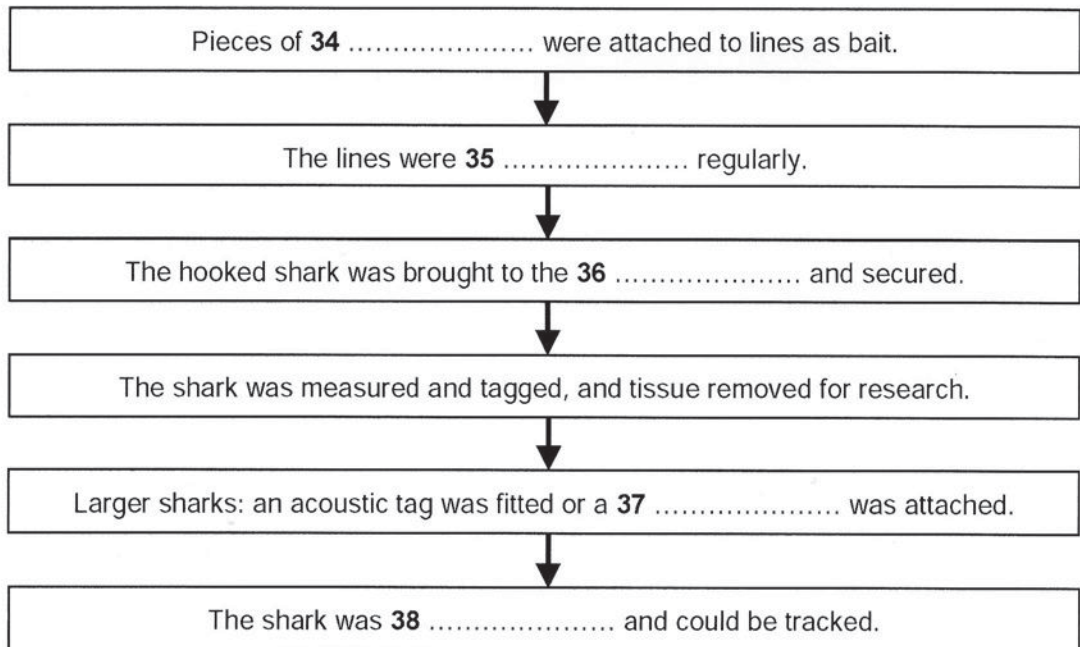 Pieces of 34 ..................... were attached to lines as bait.
The lines were 35 ..................... regularly.
The hooked shark was brought to the 36 ..................... and secured.
The shark was measured and tagged, and tissue removed for research.
Larger sharks: an acoustic tag was fitted or a 37 ..................... was attached.
The shark was 38 ..................... and could be tracked.